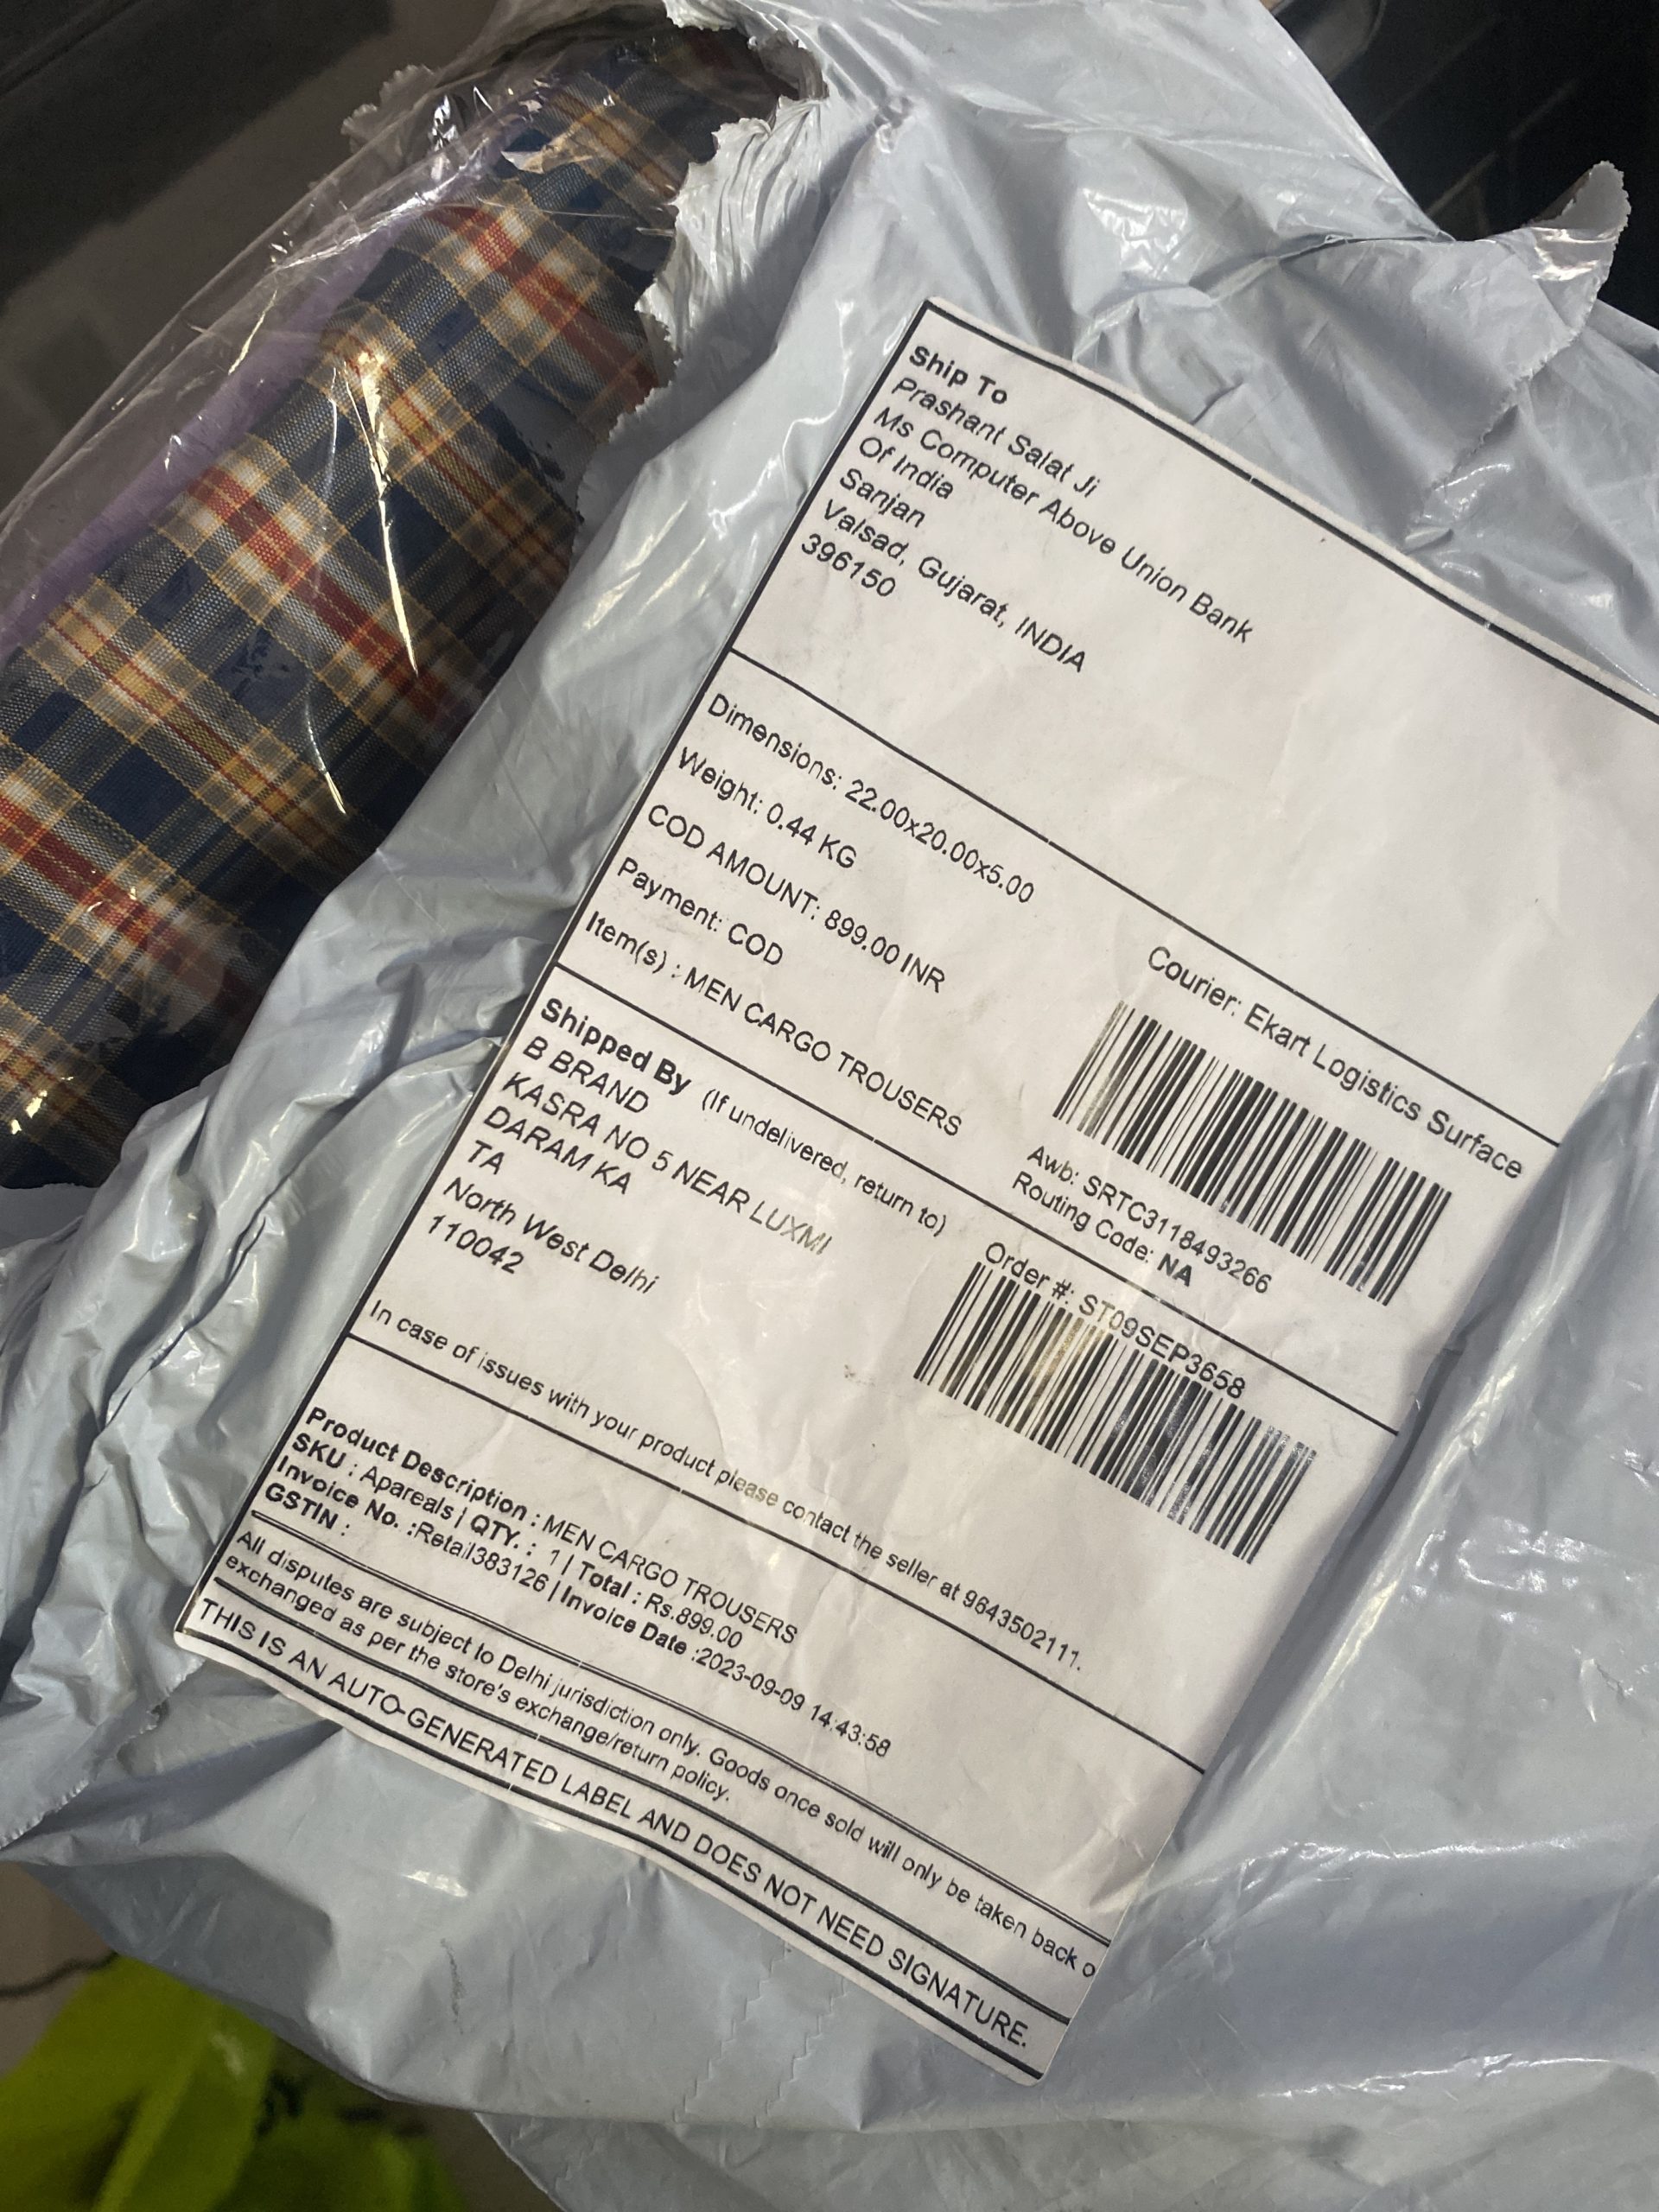 Ship To
Prashant Salat Ji
Ms Computer Above Union Bank
Of India
Sanjan
Valsad, Gujarat, INDIA
396150
Dimensions: 22.00x20.00x5.00
Weight: 0.44 KG
COD AMOUNT: 899.00 INR
Payment: COD
Item(s) : MEN CARGO TROUSERS
Courier: Ekart Logistics Surface
Awb: SRTC3118493266
Routing Code: NA
Shipped By (If undelivered, return to)
B BRAND
KASRA NO 5 NEAR LUXMI
DARAM KA
TA
North West Delhi
110042
Order #: ST09SEP3658
In case of issues with your product please contact the seller at 9643502111.
Product Description : MEN CARGO TROUSERS
SKU : Apareals | QTY. : 1 | Total : Rs.899.00
Invoice No. :Retail383126 | Invoice Date :2023-09-09 14:43:58
GSTIN :
All disputes are subject to Delhi jurisdiction only. Goods once sold will only be taken back o
exchanged as per the store's exchange/return policy.
THIS IS AN AUTO-GENERATED LABEL AND DOES NOT NEED SIGNATURE.